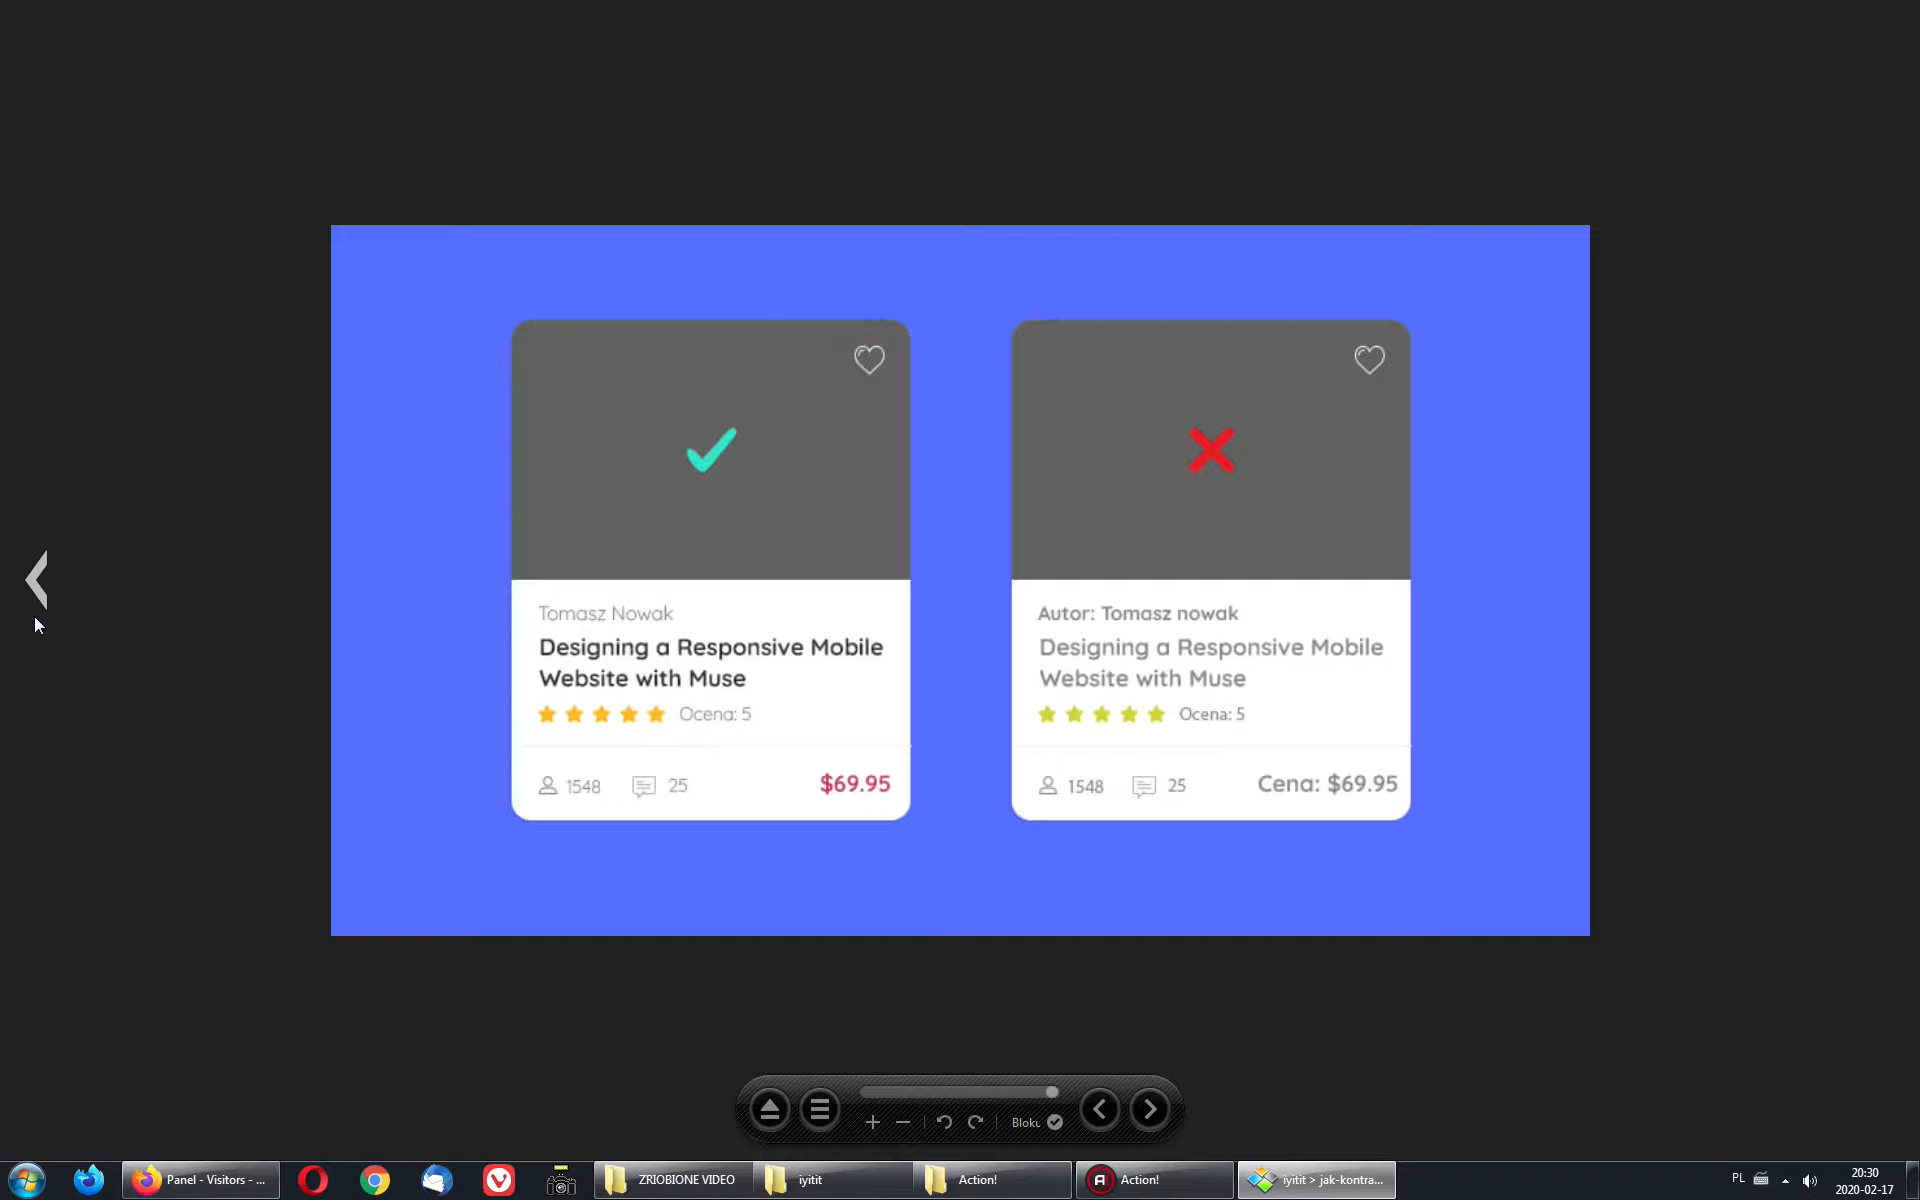 Tomasz Nowak
Designing a Responsive Mobile
Website with Muse
Ocena: 5
1548
25
$69.95
Autor: Tomasz nowak
Designing a Responsive Mobile
Website with Muse
Ocena: 5
1548
25
Cena: $69.95
Bloku
Panel - Visitors - ...
ZRIOBIONE VIDEO
iyitit
Action!
Action!
iyitit > jak-kontra...
PL
20:30
2020-02-17